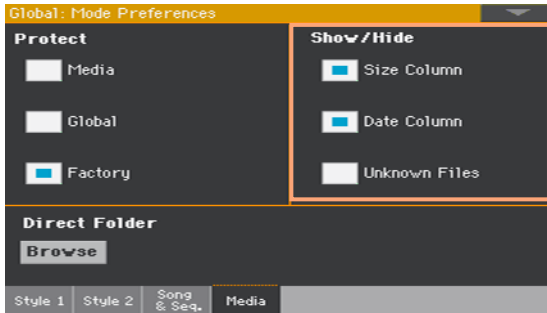 Global: Mode Preferences
Protect
Media
Global
Factory
Show/Hide
Size Column
Date Column
Unknown Files
Direct Folder
Browse
Style 1
Style 2
Song
& Seq.
Media